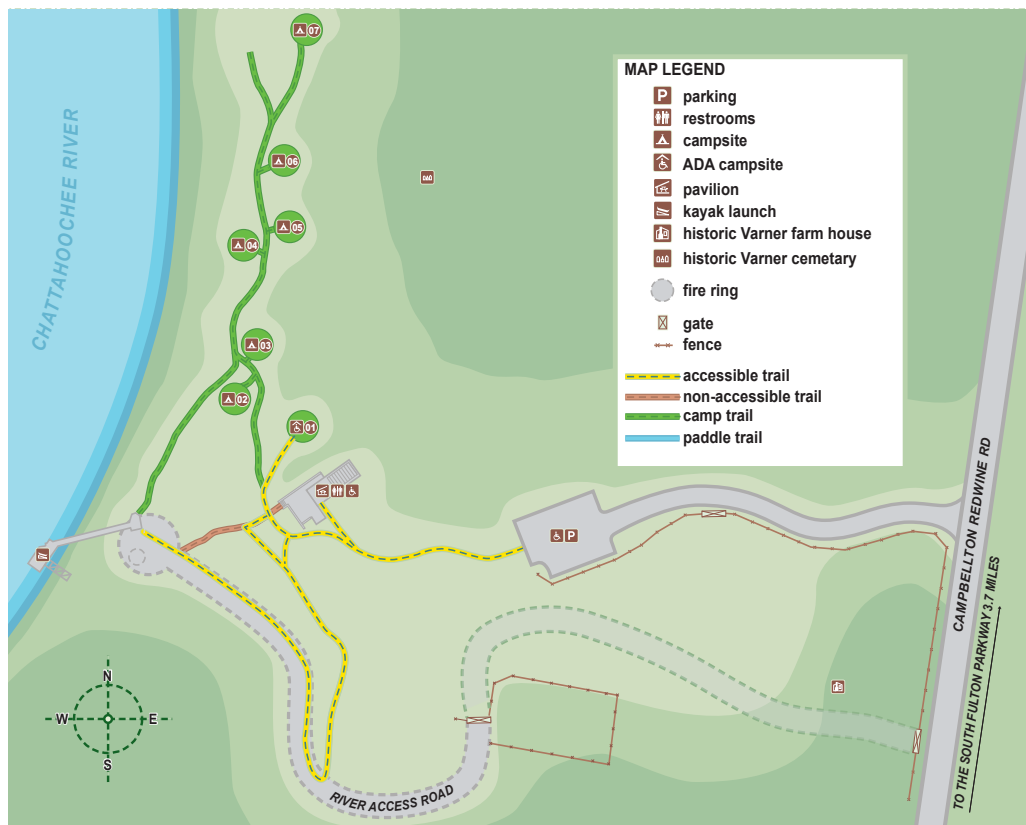 07
06
05
04
03
02
01
CHATTAHOOCHEE RIVER
MAP LEGEND
P parking
restrooms
campsite
ADA campsite
pavilion
kayak launch
historic Varner farm house
historic Varner cemetary
fire ring
gate
fence
accessible trail
non-accessible trail
camp trail
paddle trail
P
CAMPBELLTON REDWINE RD
TO THE SOUTH FULTON PARKWAY 3.7 MILES
RIVER ACCESS ROAD
N
W E
S